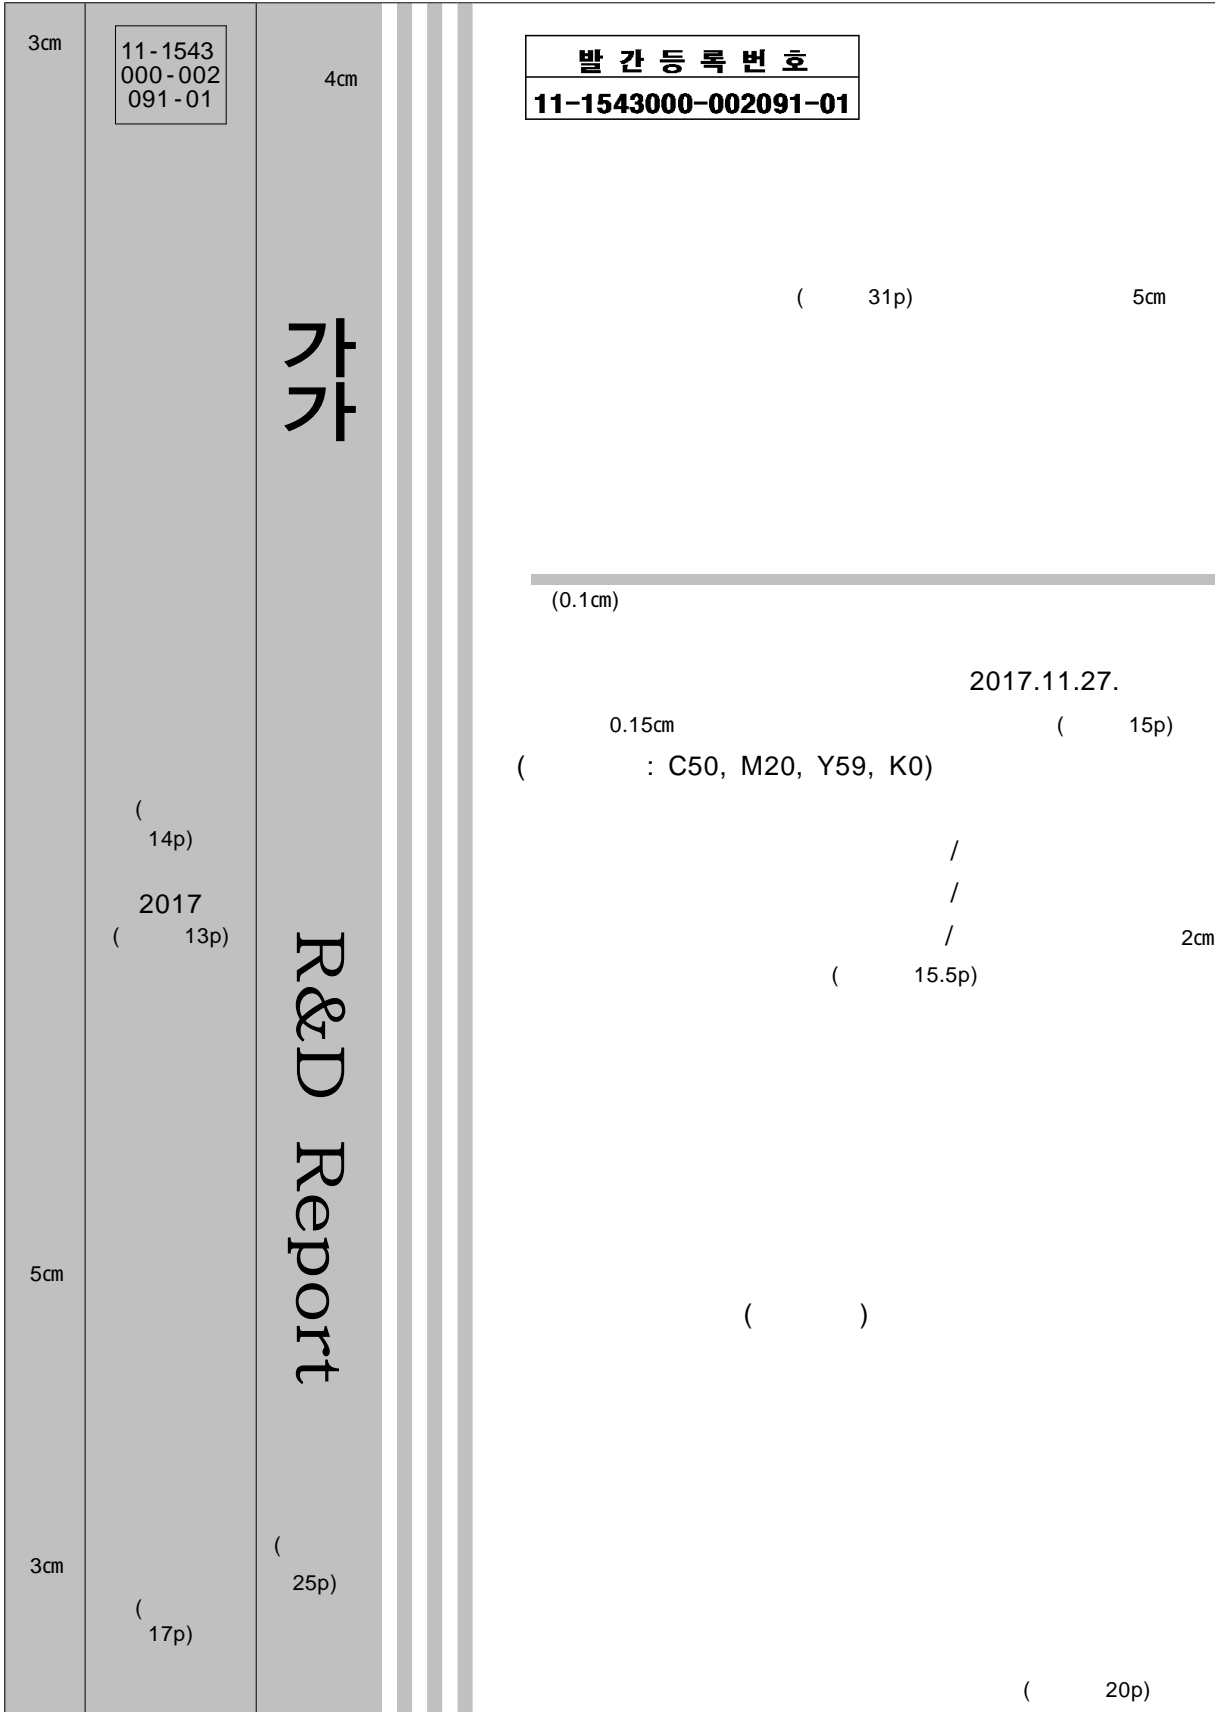 3㎝
11-1543
000-002
091-01
4㎝
발간등록번호
11-1543000-002091-01
( 31p) 5㎝
가
가
(0.1㎝)
2017.11.27.
0.15㎝ ( 15p)
( : C50, M20, Y59, K0)
(
14p)
/
/
2017
( 13p)
/ 2㎝
( 15.5p)
R&D Report
5㎝
( )
3㎝
(
25p)
(
17p)
( 20p)